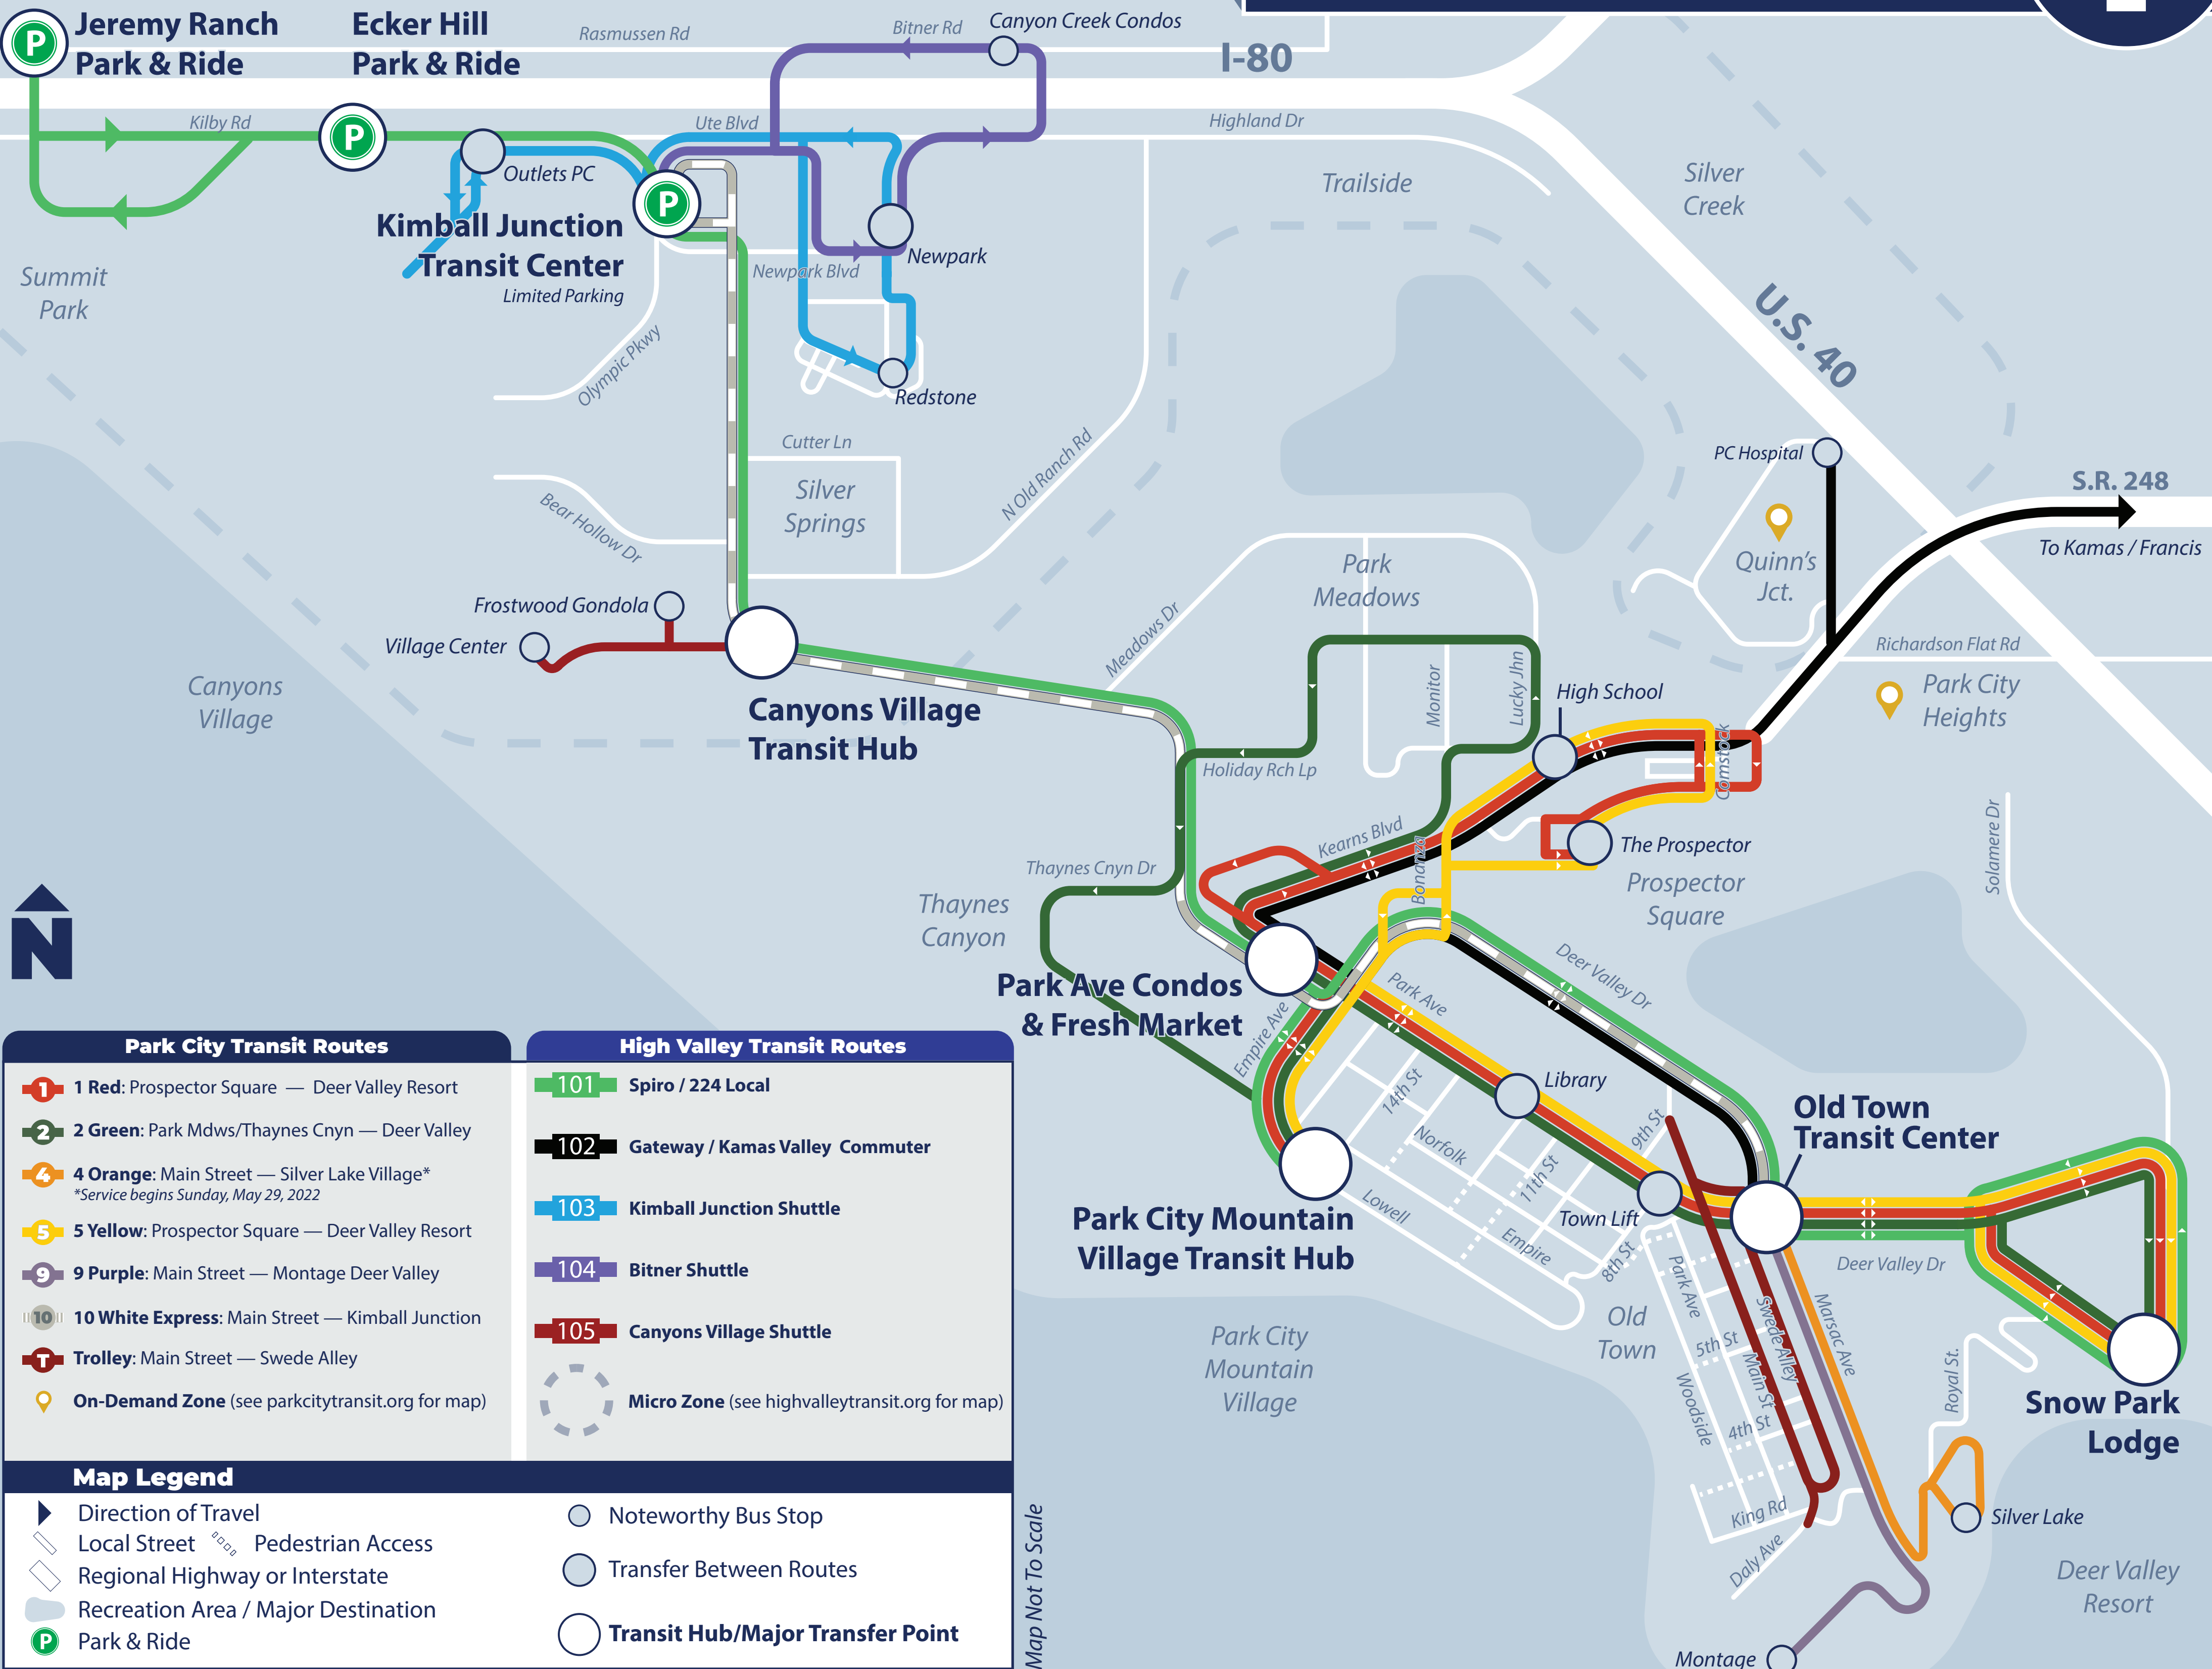 Jeremy Ranch
Park & Ride
Ecker Hill
Park & Ride
Rasmussen Rd
Bitner Rd
Canyon Creek Condos
I-80
Kilby Rd
Ute Blvd
Highland Dr
Outlets PC
Kimball Junction
Transit Center
Limited Parking
Newpark
Newpark Blvd
Trailside
Silver
Creek
Summit
Park
U.S. 40
Olympic Pkwy
Redstone
Cutter Ln
Silver
Springs
N Old Ranch Rd
Bear Hollow Dr
PC Hospital
S.R. 248
To Kamas / Francis
Quinn's
Jct.
Richardson Flat Rd
Park City
Heights
Frostwood Gondola
Village Center
Canyons
Village
Canyons Village
Transit Hub
Meadows Dr
Park
Meadows
Monitor
Lucky Jhn
High School
Holiday Rch Lp
Comstock
Kearns Blvd
Bonanza
The Prospector
Prospector
Square
Solamere Dr
Thaynes Cnyn Dr
Thaynes
Canyon
Park Ave Condos
& Fresh Market
Park Ave
Deer Valley Dr
Empire Ave
Library
14th St
Norfolk
11th St
9th St
Lowell
Empire
8th St
Town Lift
Old Town
Transit Center
Park City Mountain
Village Transit Hub
Deer Valley Dr
Park City
Mountain
Village
Old
Town
Park Ave
5th St
Main St
Swede Alley
Marsac Ave
Woodside
4th St
King Rd
Daly Ave
Royal St.
Snow Park
Lodge
Silver Lake
Deer Valley
Resort
Montage
N
Park City Transit Routes
1 1 Red: Prospector Square — Deer Valley Resort
2 2 Green: Park Mdws/Thaynes Cnyn — Deer Valley
4 4 Orange: Main Street — Silver Lake Village*
*Service begins Sunday, May 29, 2022
5 5 Yellow: Prospector Square — Deer Valley Resort
9 9 Purple: Main Street — Montage Deer Valley
10 10 White Express: Main Street — Kimball Junction
T Trolley: Main Street — Swede Alley
On-Demand Zone (see parkcitytransit.org for map)
High Valley Transit Routes
101 Spiro / 224 Local
102 Gateway / Kamas Valley Commuter
103 Kimball Junction Shuttle
104 Bitner Shuttle
105 Canyons Village Shuttle
Micro Zone (see highvalleytransit.org for map)
Map Legend
Direction of Travel
Local Street
Pedestrian Access
Regional Highway or Interstate
Recreation Area / Major Destination
P Park & Ride
Noteworthy Bus Stop
Transfer Between Routes
Transit Hub/Major Transfer Point
Map Not To Scale
P
P
P